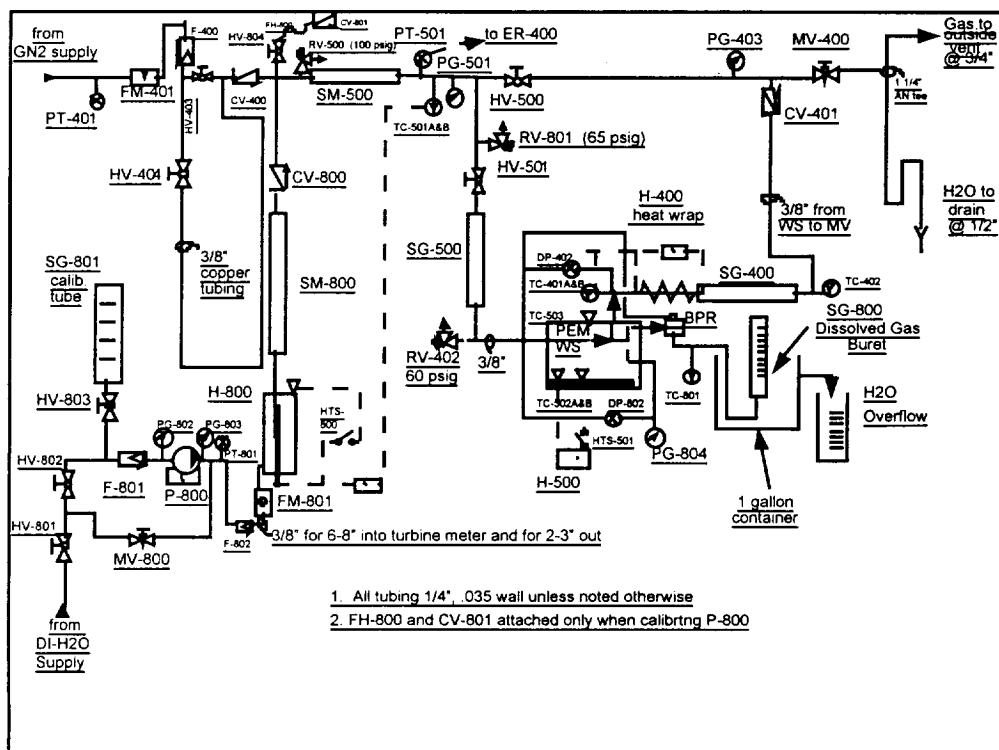 from
GN2 supply
PT-401
FM-401
F-400
HV-403
HV-404
CV-400
HV-804
FH-800
CV-801
RV-500 (100 psig)
SM-500
PT-501
to ER-400
PG-501
TC-501A&B
HV-500
PG-403
MV-400
Gas to
outside
vent
@ 3/4"
1 1/4"
AN tee
CV-401
RV-801 (65 psig)
HV-501
CV-800
3/8"
copper
tubing
SM-800
SG-500
H-400
heat wrap
3/8" from
WS to MV
H2O to
drain
@ 1/2"
SG-801
calib.
tube
DP-402
TC-401A&B
SG-400
TC-402
TC-503
PEM
WS
BPR
SG-800
Dissolved Gas
Buret
RV-402
60 psig
3/8"
TC-801
HV-803
H-800
HTS-
800
TC-502A&B
DP-802
H2O
Overflow
HTS-501
PG-804
H-500
1 gallon
container
PG-802
PG-803
PT-801
HV-802
F-801
P-800
FM-801
HV-801
MV-800
F-802
3/8" for 6-8" into turbine meter and for 2-3" out
from
DI-H2O
Supply
1. All tubing 1/4", .035 wall unless noted otherwise
2. FH-800 and CV-801 attached only when calibrtng P-800